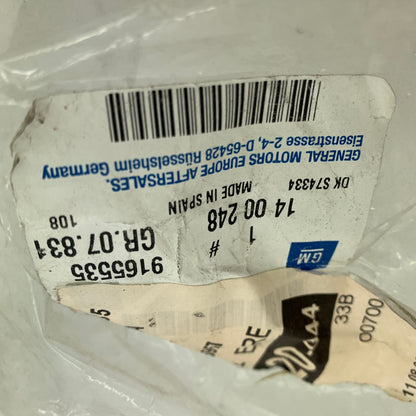 GM
9165535
GR.07.831
108
#
1
14 00 248
MADE IN SPAIN
DK S74334
GENERAL MOTORS EUROPE AFTERSALES.
Eisenstrasse 2-4, D-65428 Rüsselsheim Germany
33B
00700